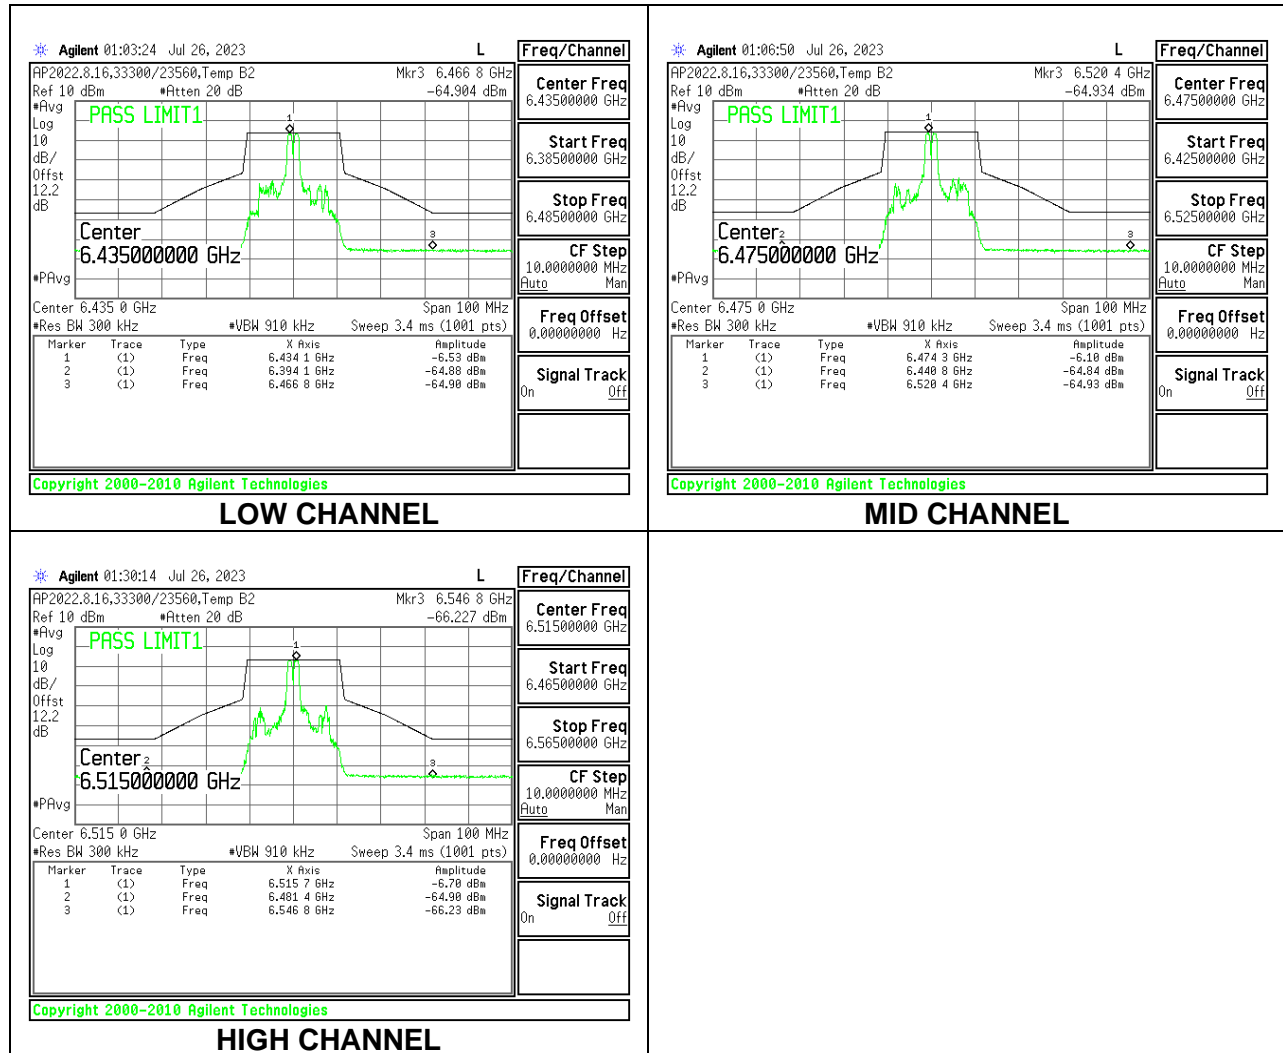 Agilent 01:03:24 Jul 26, 2023 L
Freq/Channel
AP2022.8.16,33300/23560,Temp B2 Mkr3 6.466 8 GHz
Ref 10 dBm #Atten 20 dB -64.904 dBm
#Avg
Log
10
dB/
Offst
12.2
dB
PASS LIMIT1
1
3
Center
6.435000000 GHz
#PAvg
Center 6.435 0 GHz Span 100 MHz
#Res BW 300 kHz #VBW 910 kHz Sweep 3.4 ms (1001 pts)
Marker Trace Type X Axis Amplitude
1 (1) Freq 6.434 1 GHz -6.53 dBm
2 (1) Freq 6.394 1 GHz -64.88 dBm
3 (1) Freq 6.466 8 GHz -64.90 dBm
Center Freq
6.43500000 GHz
Start Freq
6.38500000 GHz
Stop Freq
6.48500000 GHz
CF Step
10.0000000 MHz
Auto Man
Freq Offset
0.00000000 Hz
Signal Track
On Off
Copyright 2000-2010 Agilent Technologies
LOW CHANNEL
Agilent 01:06:50 Jul 26, 2023 L
Freq/Channel
AP2022.8.16,33300/23560,Temp B2 Mkr3 6.520 4 GHz
Ref 10 dBm #Atten 20 dB -64.934 dBm
#Avg
Log
10
dB/
Offst
12.2
dB
PASS LIMIT1
1
3
Center 2
6.475000000 GHz
#PAvg
Center 6.475 0 GHz Span 100 MHz
#Res BW 300 kHz #VBW 910 kHz Sweep 3.4 ms (1001 pts)
Marker Trace Type X Axis Amplitude
1 (1) Freq 6.474 3 GHz -6.10 dBm
2 (1) Freq 6.440 8 GHz -64.84 dBm
3 (1) Freq 6.520 4 GHz -64.93 dBm
Center Freq
6.47500000 GHz
Start Freq
6.42500000 GHz
Stop Freq
6.52500000 GHz
CF Step
10.0000000 MHz
Auto Man
Freq Offset
0.00000000 Hz
Signal Track
On Off
Copyright 2000-2010 Agilent Technologies
MID CHANNEL
Agilent 01:30:14 Jul 26, 2023 L
Freq/Channel
AP2022.8.16,33300/23560,Temp B2 Mkr3 6.546 8 GHz
Ref 10 dBm #Atten 20 dB -66.227 dBm
#Avg
Log
10
dB/
Offst
12.2
dB
PASS LIMIT1
1
3
Center 2
6.515000000 GHz
#PAvg
Center 6.515 0 GHz Span 100 MHz
#Res BW 300 kHz #VBW 910 kHz Sweep 3.4 ms (1001 pts)
Marker Trace Type X Axis Amplitude
1 (1) Freq 6.515 7 GHz -6.70 dBm
2 (1) Freq 6.481 4 GHz -64.90 dBm
3 (1) Freq 6.546 8 GHz -66.23 dBm
Center Freq
6.51500000 GHz
Start Freq
6.46500000 GHz
Stop Freq
6.56500000 GHz
CF Step
10.0000000 MHz
Auto Man
Freq Offset
0.00000000 Hz
Signal Track
On Off
Copyright 2000-2010 Agilent Technologies
HIGH CHANNEL